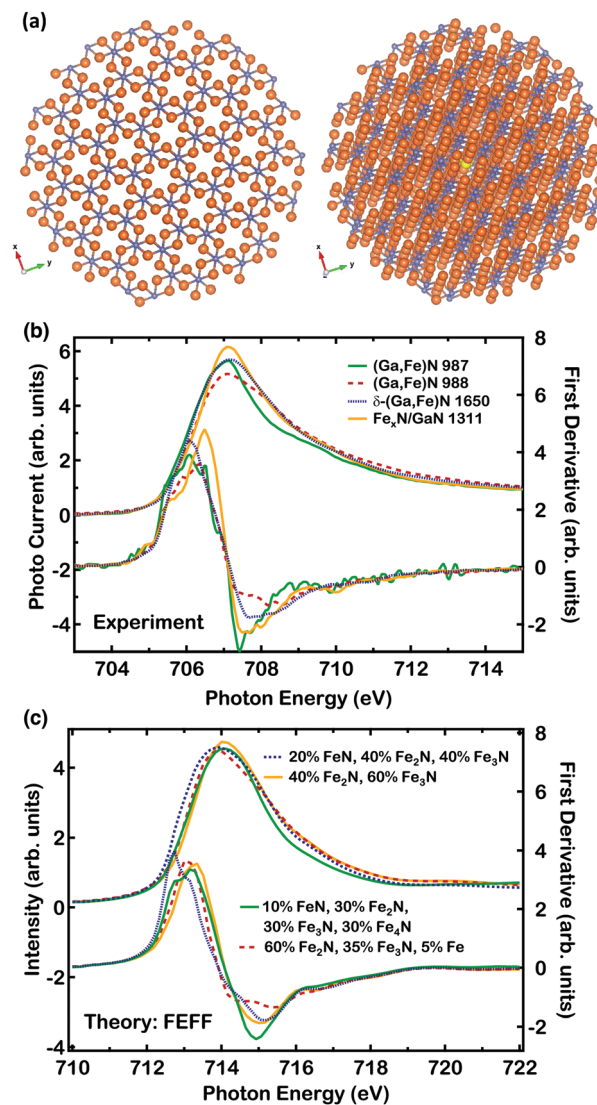 (a)
x
y
x
y
(b)
6
4
2
0
-2
-4
8
6
4
2
0
-2
(Ga,Fe)N 987
(Ga,Fe)N 988
δ-(Ga,Fe)N 1650
FexN/GaN 1311
Photo Current (arb. units)
First Derivative (arb. units)
Experiment
704
706
708
710
712
714
Photon Energy (eV)
(c)
4
2
0
-2
-4
8
6
4
2
0
-2
20% FeN, 40% Fe2N, 40% Fe3N
40% Fe2N, 60% Fe3N
10% FeN, 30% Fe2N,
30% Fe3N, 30% Fe4N
60% Fe2N, 35% Fe3N, 5% Fe
Intensity (arb. units)
First Derivative (arb. units)
Theory: FEFF
710
712
714
716
718
720
722
Photon Energy (eV)